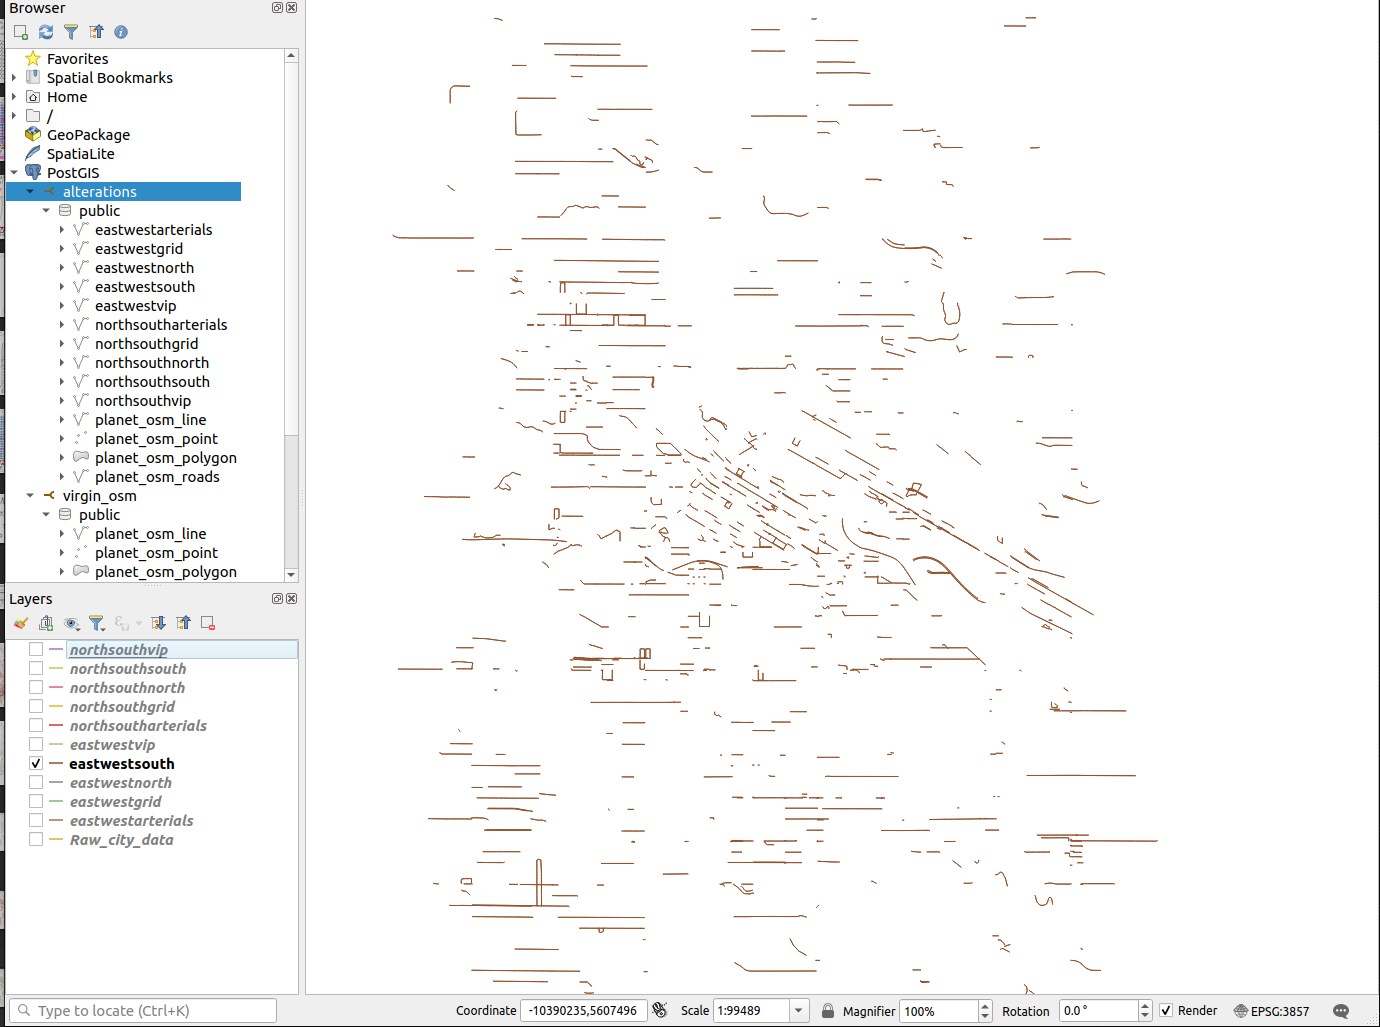 Browser
Favorites
Spatial Bookmarks
Home
/
GeoPackage
SpatiaLite
PostGIS
alterations
public
eastwestarterials
eastwestgrid
eastwestnorth
eastwestsouth
eastwestvip
northsoutharterials
northsouthgrid
northsouthnorth
northsouthsouth
northsouthvip
planet_osm_line
planet_osm_point
planet_osm_polygon
planet_osm_roads
virgin_osm
public
planet_osm_line
planet_osm_point
planet_osm_polygon
Layers
northsouthvip
northsouthsouth
northsouthnorth
northsouthgrid
northsoutharterials
eastwestvip
eastwestsouth
eastwestnorth
eastwestgrid
eastwestarterials
Raw_city_data
Type to locate (Ctrl+K) Coordinate -10390235,5607496 Scale 1:99489 Magnifier 100% Rotation 0.0 ° Render EPSG:3857